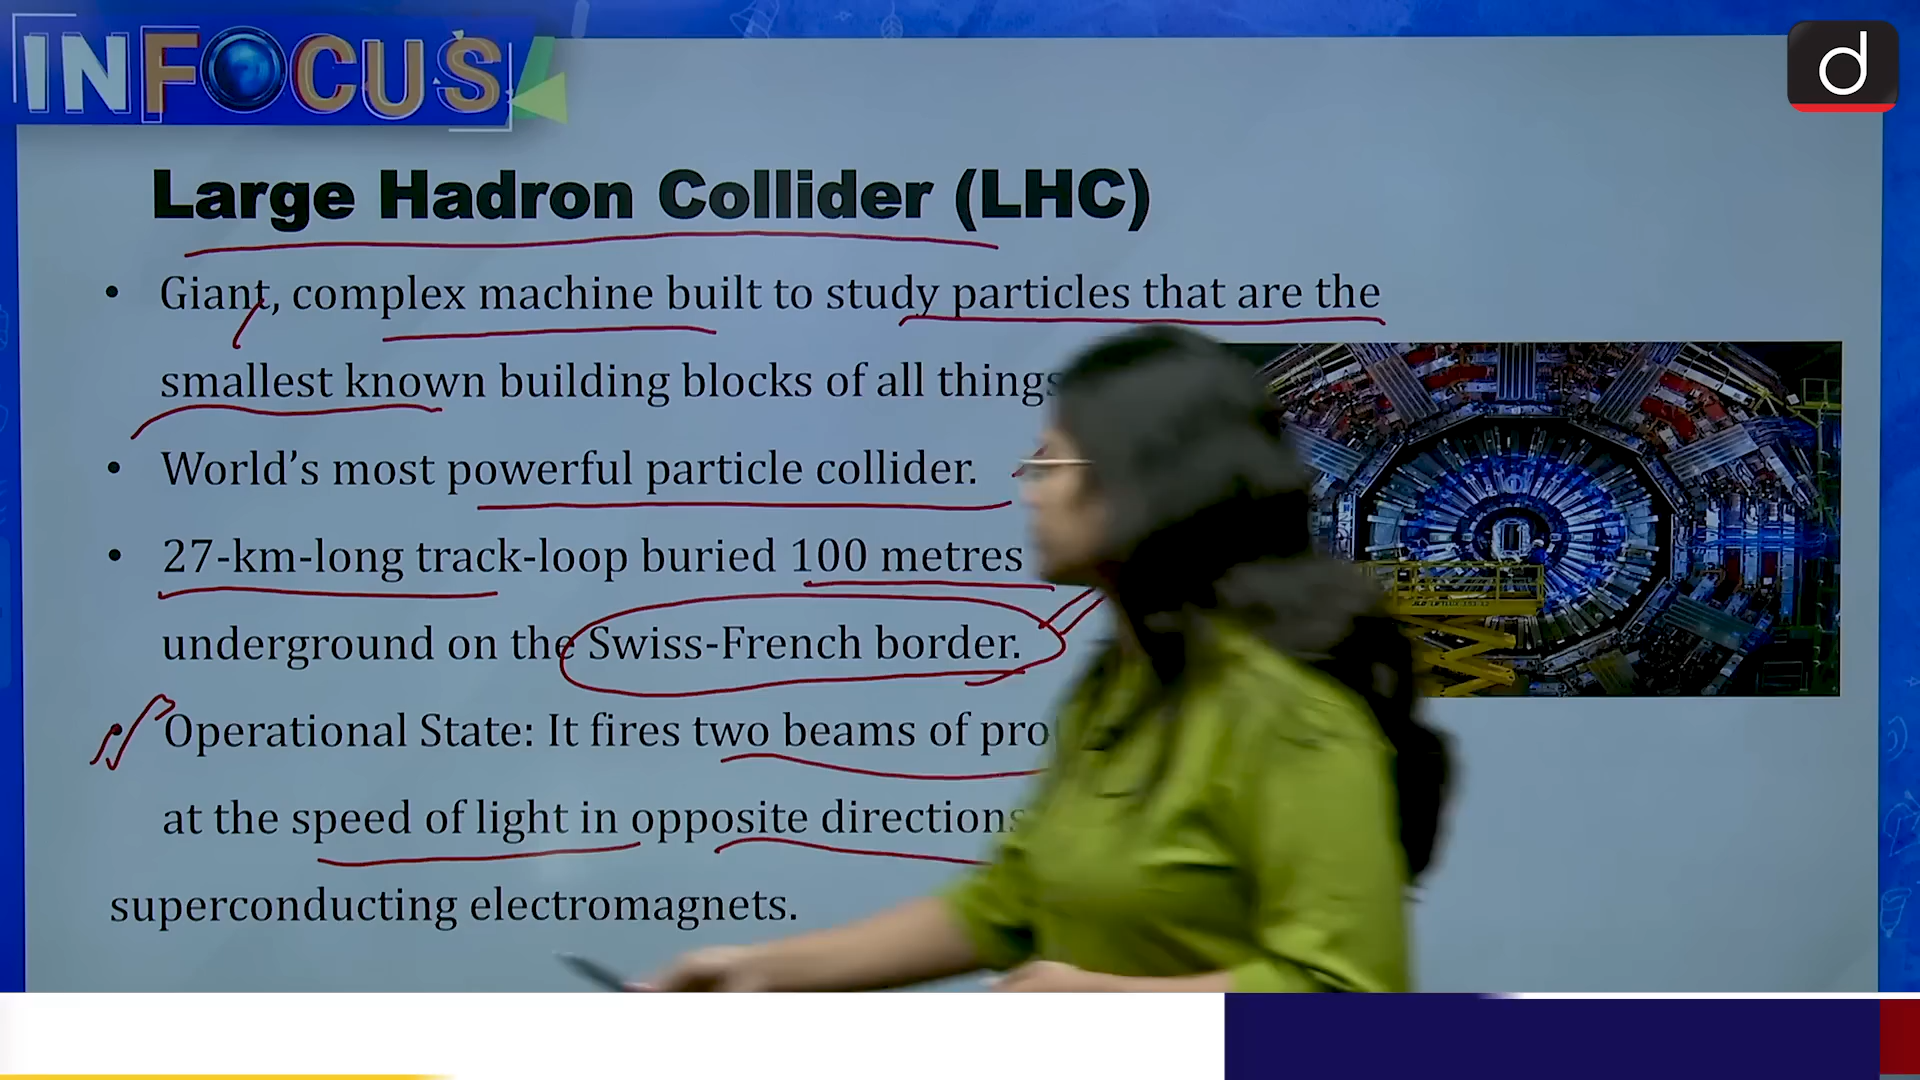 INFOCUS
d
Large Hadron Collider (LHC)
• Giant, complex machine built to study particles that are the
smallest known building blocks of all things
• World's most powerful particle collider.
• 27-km-long track-loop buried 100 metres
underground on the Swiss-French border.
• Operational State: It fires two beams of
at the speed of light in opposite directions
superconducting electromagnets.